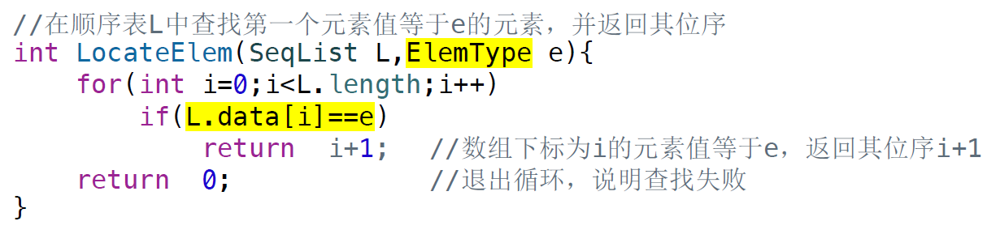 //在顺序表L中查找第一个元素值等于e的元素，并返回其位序
int LocateElem(SeqList L,ElemType e){
    for(int i=0;i<L.length;i++)
        if(L.data[i]==e)
            return  i+1;   //数组下标为i的元素值等于e，返回其位序i+1
    return  0;             //退出循环，说明查找失败
}